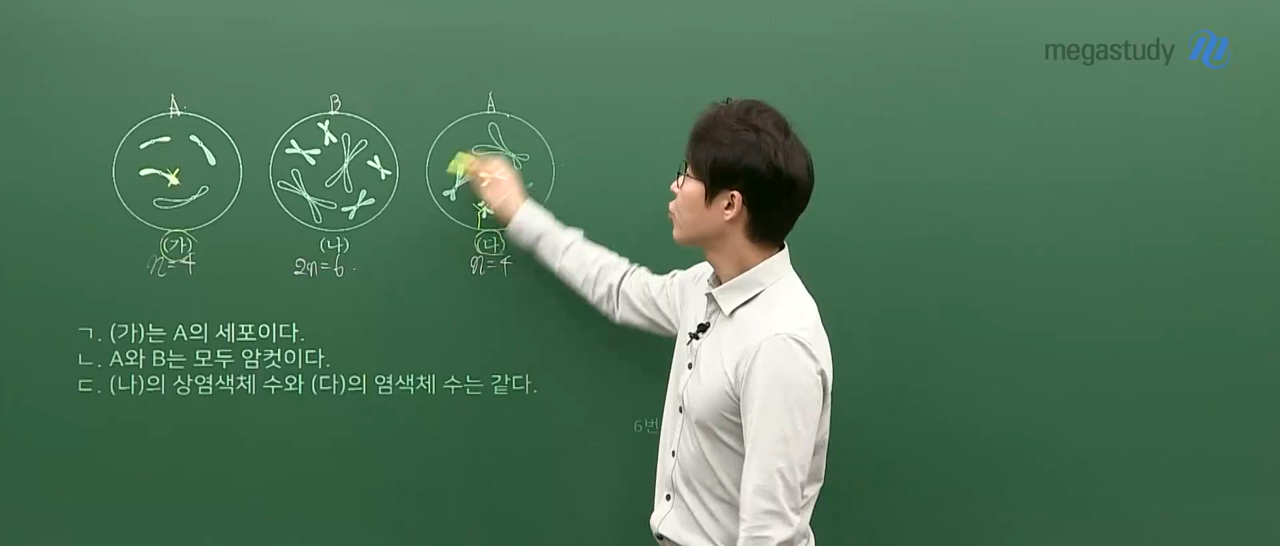 megastudy
A B A
(가) (나) (다)
n=4 2n=6 n=4
ㄱ. (가)는 A의 세포이다.
ㄴ. A와 B는 모두 암컷이다.
ㄷ. (나)의 상염색체 수와 (다)의 염색체 수는 같다.
6번